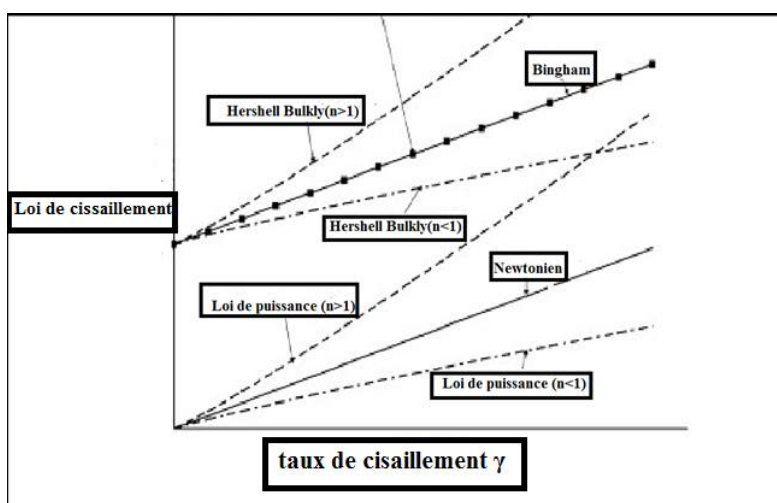 Bingham
Hershell Bulkly(n>1)
Loi de cissaillement
Hershell Bulkly(n<1)
Newtonien
Loi de puissance (n>1)
Loi de puissance (n<1)
taux de cisaillement γ